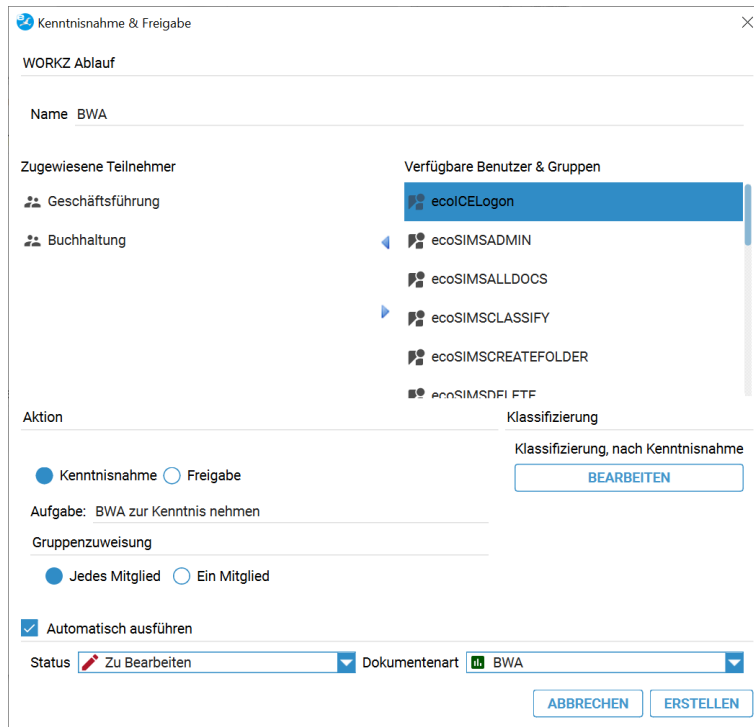 Kenntnisnahme & Freigabe
WORKZ Ablauf
Name BWA
Zugewiesene Teilnehmer
Verfügbare Benutzer & Gruppen
Geschäftsführung
Buchhaltung
ecoICELogon
ecoSIMSADMIN
ecoSIMSALLDOCS
ecoSIMSCLASSIFY
ecoSIMSCREATEFOLDER
ecoSIMSDELETE
Aktion
Klassifizierung
Kenntnisnahme Freigabe
Klassifizierung, nach Kenntnisnahme
BEARBEITEN
Aufgabe: BWA zur Kenntnis nehmen
Gruppenzuweisung
Jedes Mitglied Ein Mitglied
Automatisch ausführen
Status Zu Bearbeiten Dokumentenart BWA
ABBRECHEN ERSTELLEN